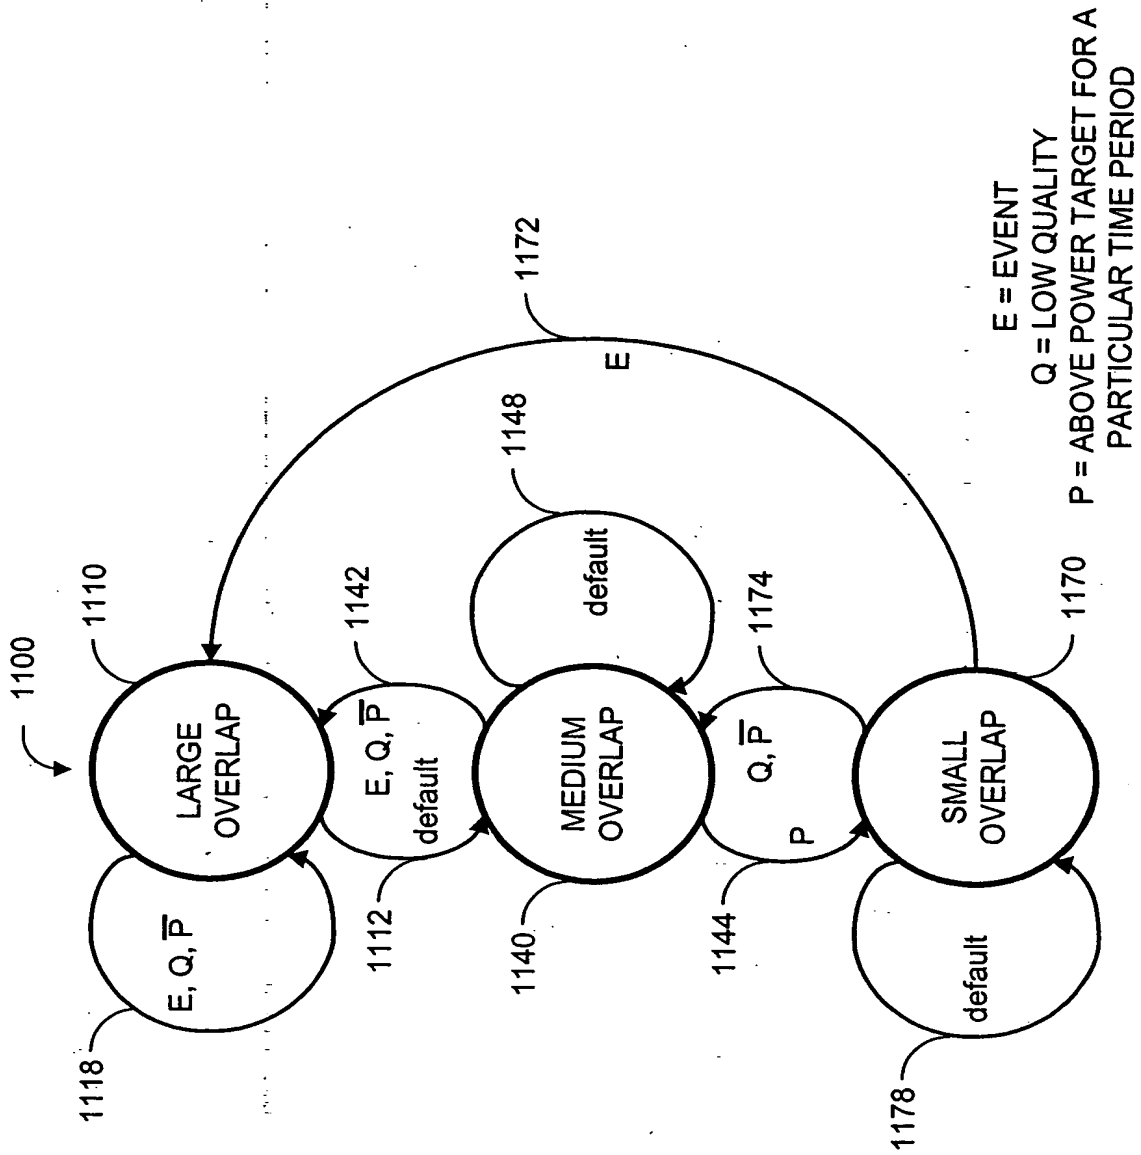 1100
1110
LARGE
OVERLAP
E, Q, P̅
1118
E, Q, P̅
1142
default
1112
MEDIUM
OVERLAP
1140
default
1148
E
1172
Q, P̅
1174
P
1144
SMALL
OVERLAP
1170
default
1178
E = EVENT
Q = LOW QUALITY
P = ABOVE POWER TARGET FOR A
PARTICULAR TIME PERIOD